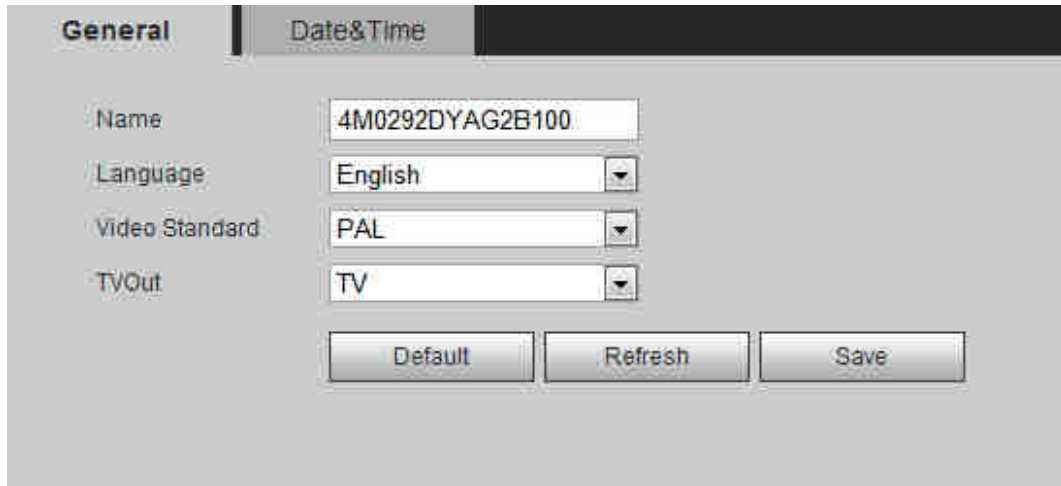 General Date&Time
Name 4M0292DYAG2B100
Language English
Video Standard PAL
TVOut TV
Default Refresh Save